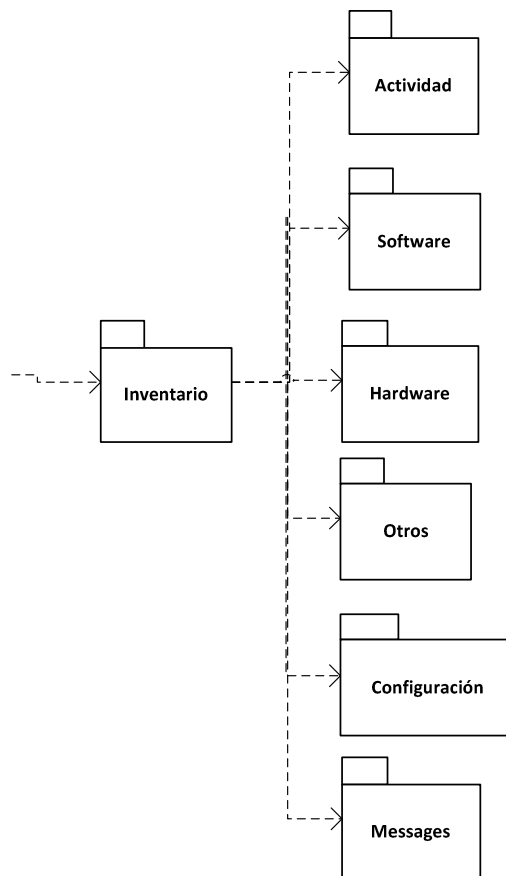 Actividad
Software
Inventario
Hardware
Otros
Configuración
Messages